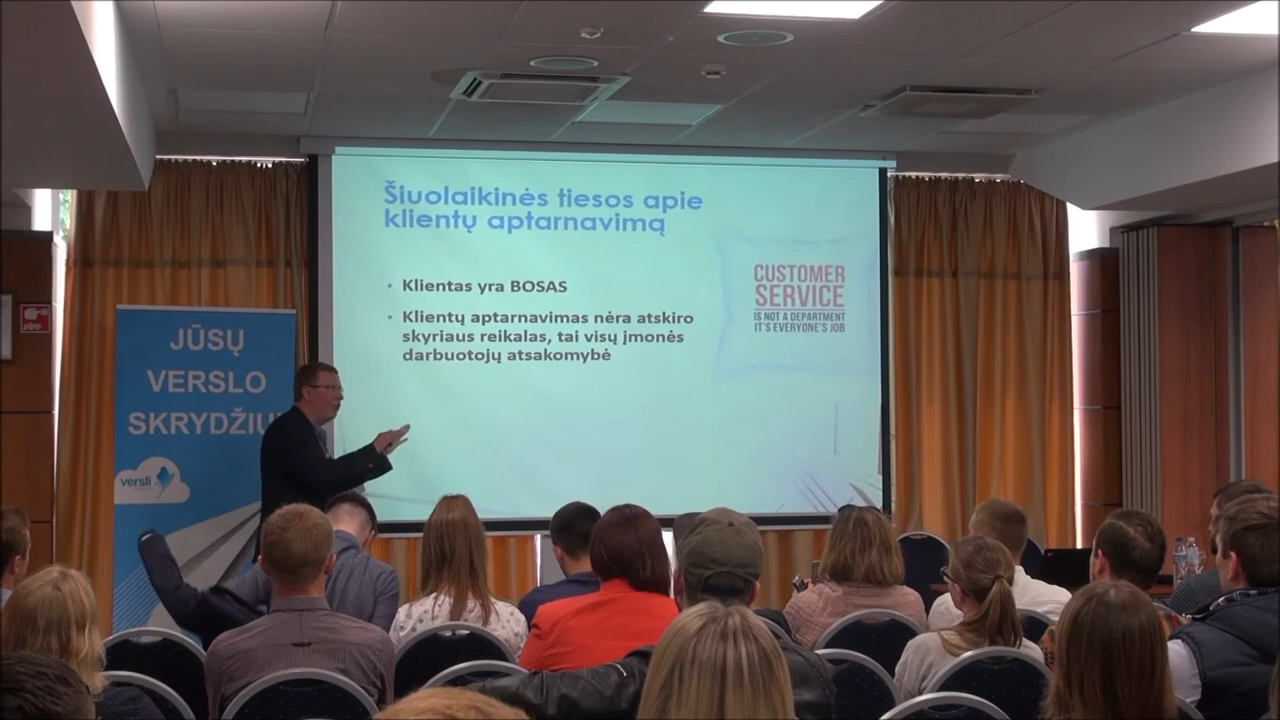 Šiuolaikinės tiesos apie
klientų aptarnavimą
• Klientas yra BOSAS
• Klientų aptarnavimas nėra atskiro
skyriaus reikalas, tai visų įmonės
darbuotojų atsakomybė
CUSTOMER
SERVICE
IS NOT A DEPARTMENT
IT'S EVERYONE'S JOB
JŪSŲ
VERSLO
versli